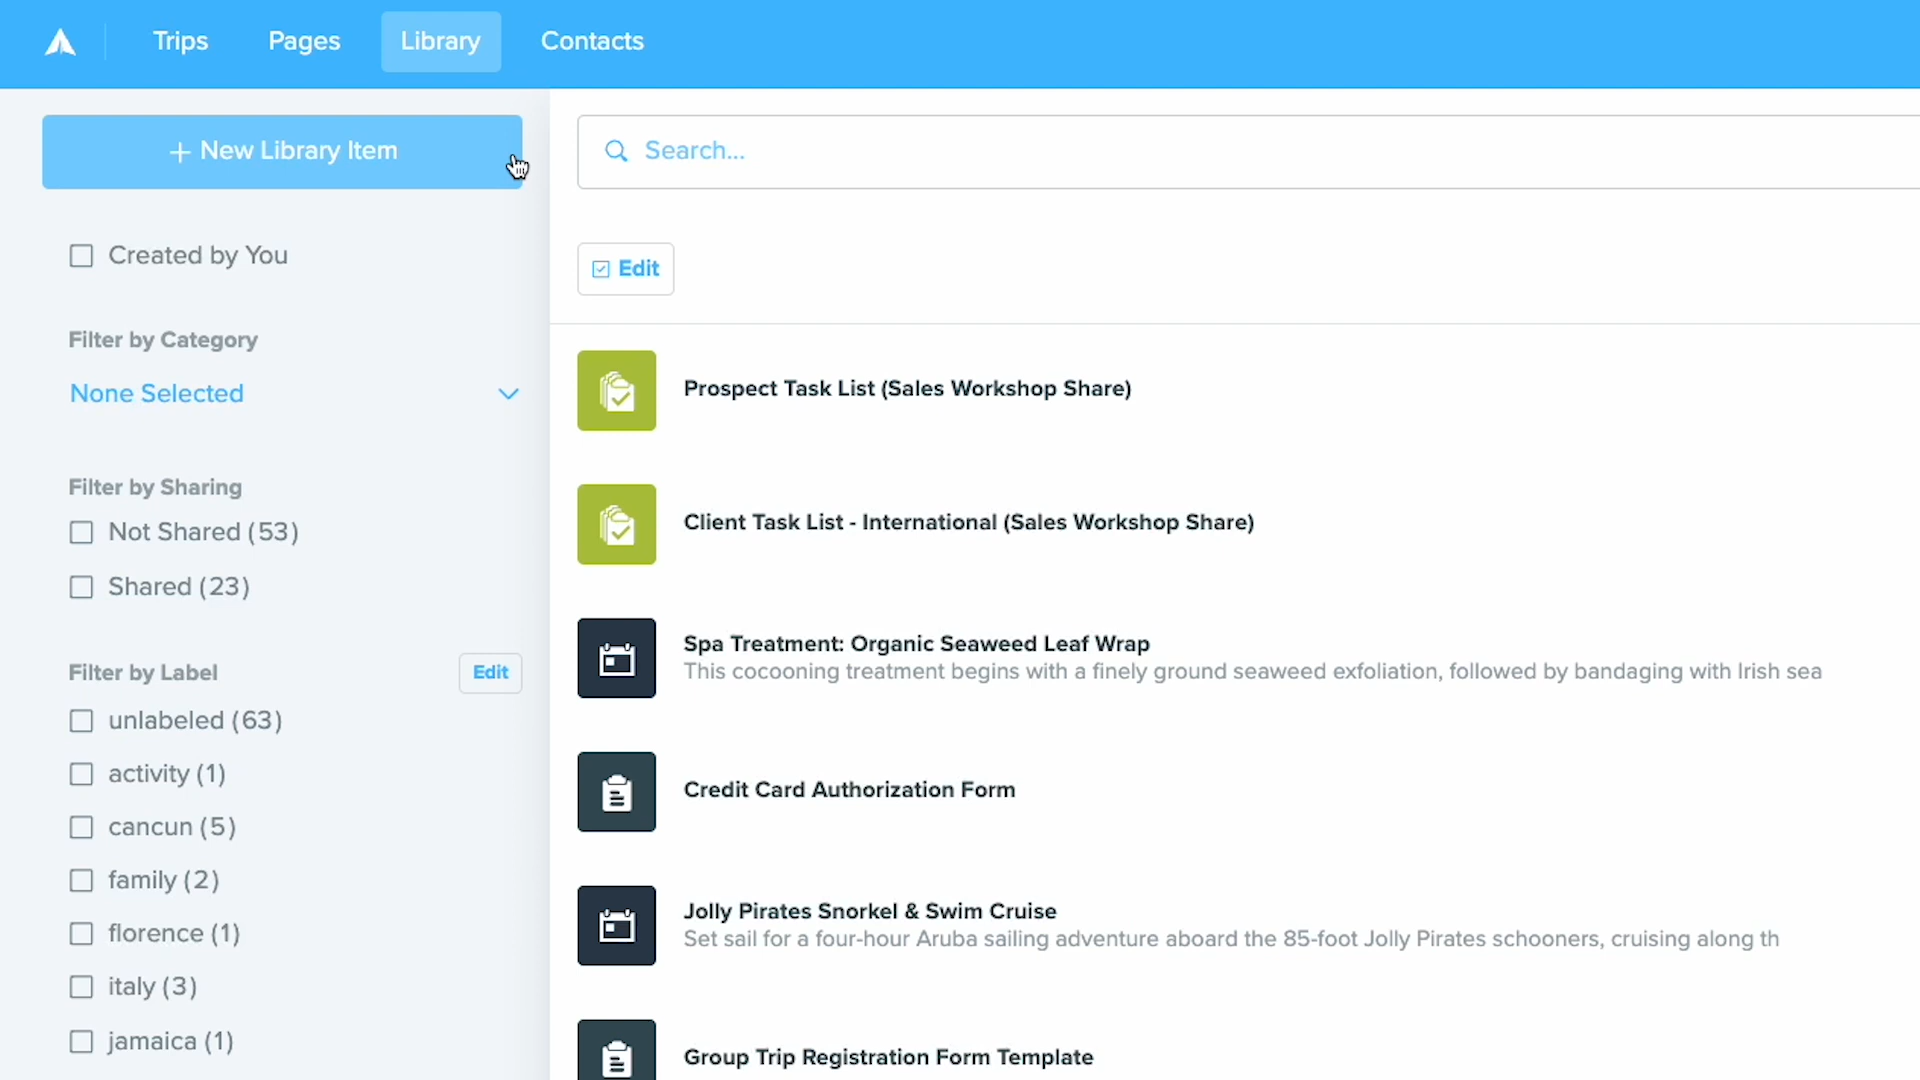 Trips
Pages
Library
Contacts
+ New Library Item
Search...
Created by You
Edit
Filter by Category
None Selected
Prospect Task List (Sales Workshop Share)
Filter by Sharing
Not Shared (53)
Shared (23)
Client Task List - International (Sales Workshop Share)
Filter by Label
Edit
unlabeled (63)
activity (1)
cancun (5)
family (2)
florence (1)
italy (3)
jamaica (1)
Spa Treatment: Organic Seaweed Leaf Wrap
This cocooning treatment begins with a finely ground seaweed exfoliation, followed by bandaging with Irish sea
Credit Card Authorization Form
Jolly Pirates Snorkel & Swim Cruise
Set sail for a four-hour Aruba sailing adventure aboard the 85-foot Jolly Pirates schooners, cruising along th
Group Trip Registration Form Template